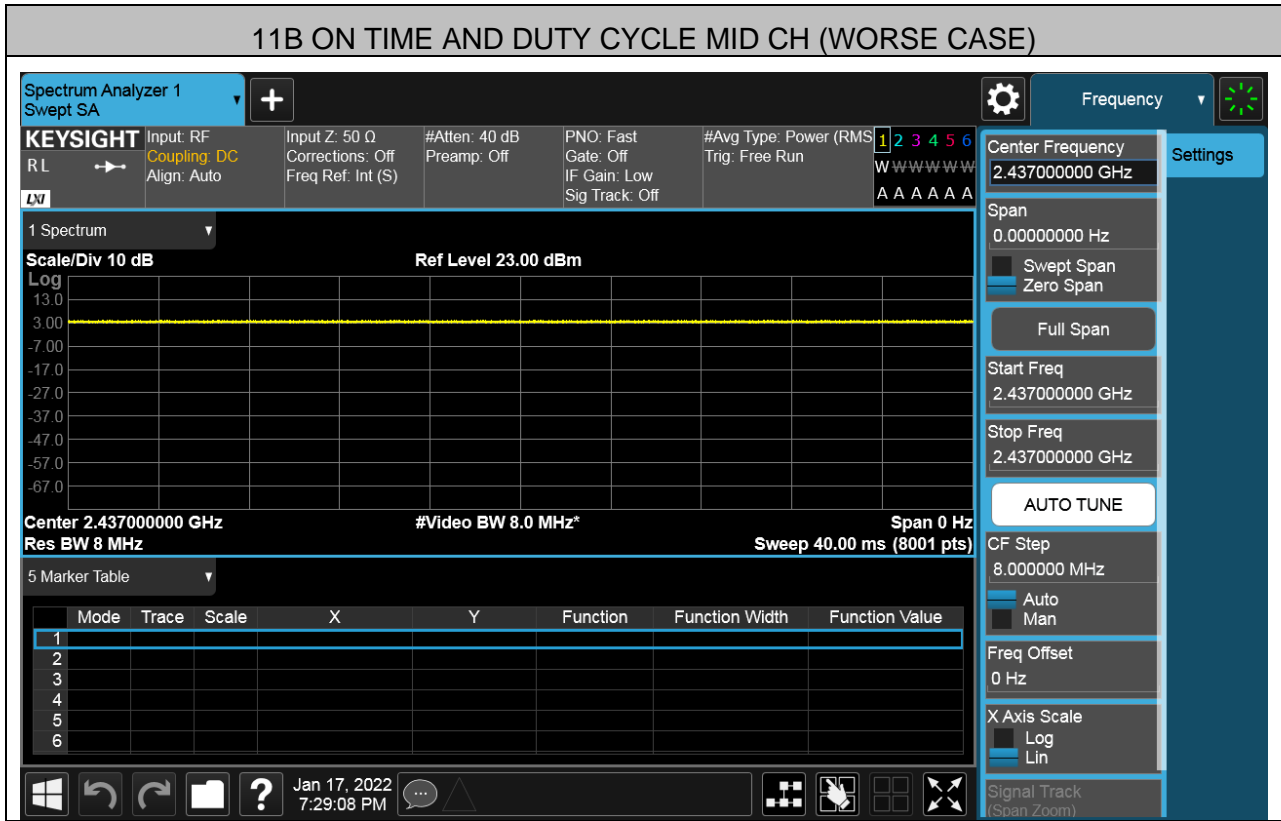 11B ON TIME AND DUTY CYCLE MID CH (WORSE CASE)
Spectrum Analyzer 1
Swept SA
+
Frequency
KEYSIGHT
RL
LXI
Input: RF
Coupling: DC
Align: Auto
Input Z: 50 Ω
Corrections: Off
Freq Ref: Int (S)
#Atten: 40 dB
Preamp: Off
PNO: Fast
Gate: Off
IF Gain: Low
Sig Track: Off
#Avg Type: Power (RMS
Trig: Free Run
1 2 3 4 5 6
W W W W W W
A A A A A A
1 Spectrum
Scale/Div 10 dB
Ref Level 23.00 dBm
Log
13.0
3.00
-7.00
-17.0
-27.0
-37.0
-47.0
-57.0
-67.0
Center 2.437000000 GHz
#Video BW 8.0 MHz*
Span 0 Hz
Res BW 8 MHz
Sweep 40.00 ms (8001 pts)
5 Marker Table
Mode Trace Scale X Y Function Function Width Function Value
1
2
3
4
5
6
Jan 17, 2022
7:29:08 PM
?
Center Frequency
2.437000000 GHz
Settings
Span
0.00000000 Hz
Swept Span
Zero Span
Full Span
Start Freq
2.437000000 GHz
Stop Freq
2.437000000 GHz
AUTO TUNE
CF Step
8.000000 MHz
Auto
Man
Freq Offset
0 Hz
X Axis Scale
Log
Lin
Signal Track
(Span Zoom)